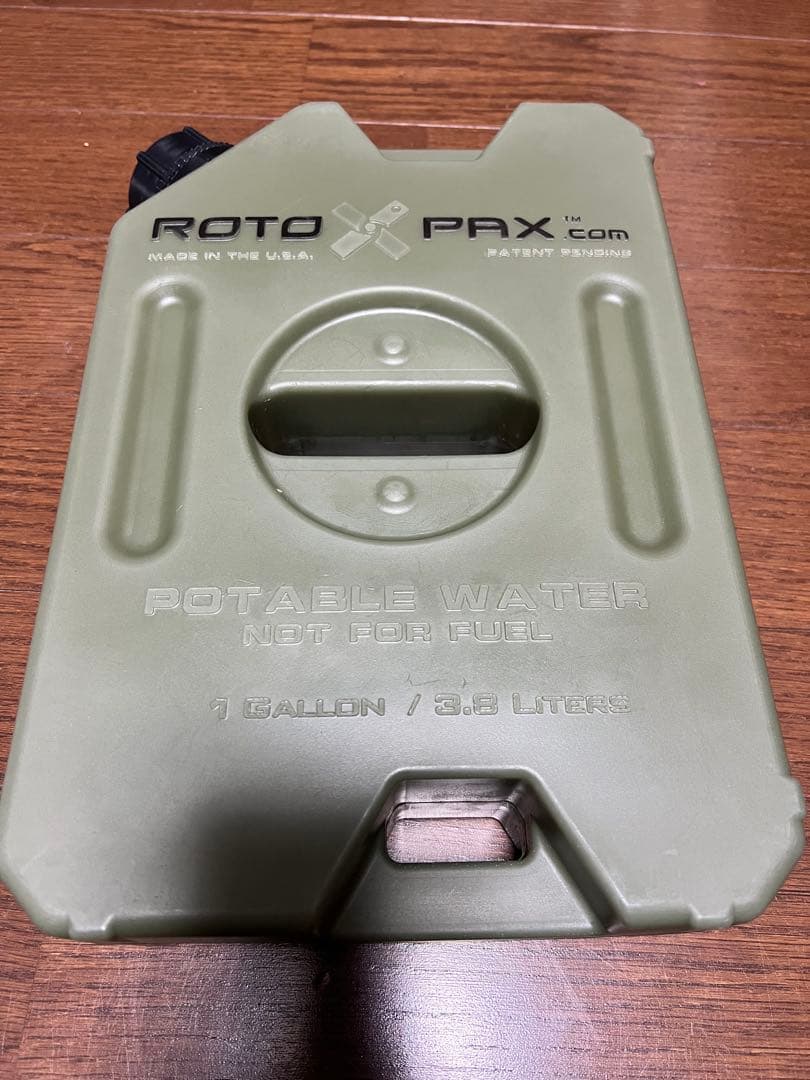 ROTO PAX™.com
MADE IN THE U.S.A. PATENT PENDING
POTABLE WATER
NOT FOR FUEL
1 GALLON / 3.8 LITERS